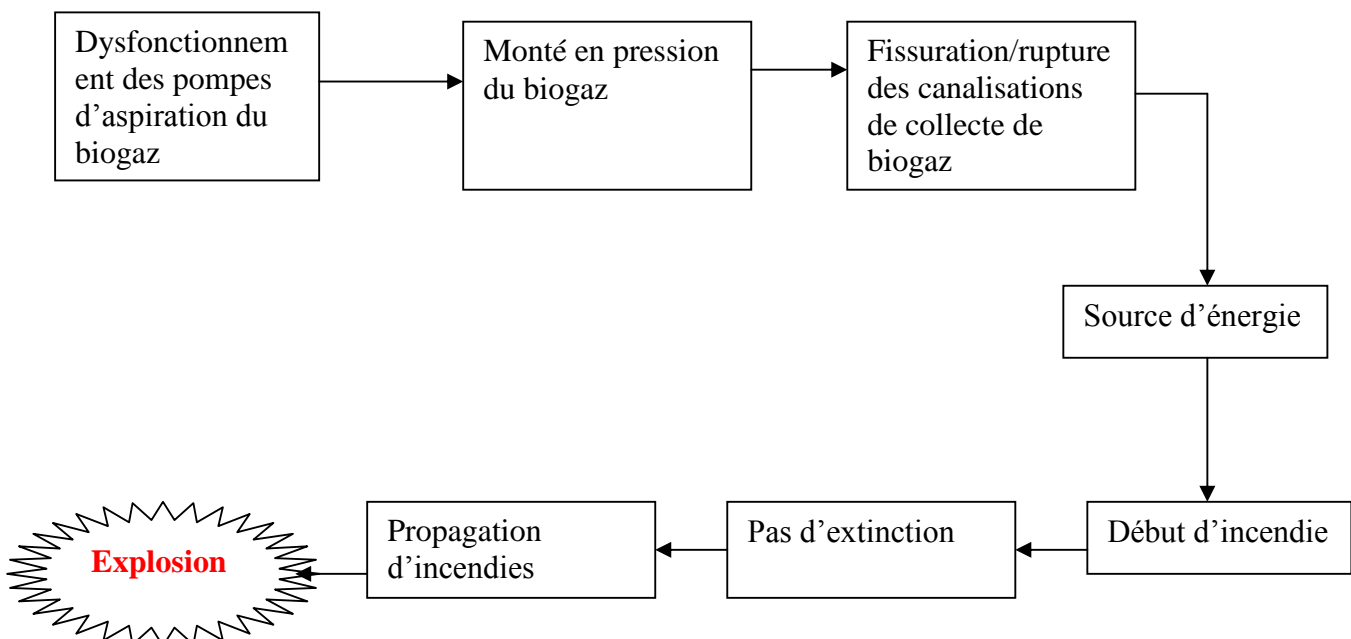 Dysfonctionnem
ent des pompes
d’aspiration du
biogaz
Monté en pression
du biogaz
Fissuration/rupture
des canalisations
de collecte de
biogaz
Source d’énergie
Début d’incendie
Pas d’extinction
Propagation
d’incendies
Explosion